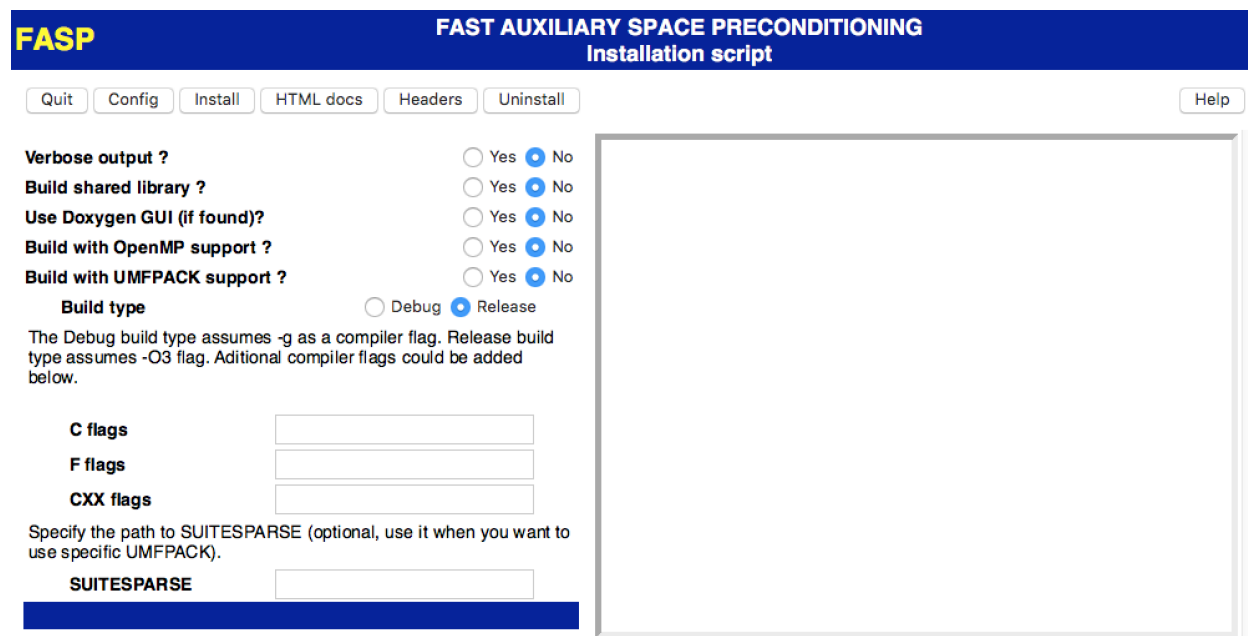 FASP
FAST AUXILIARY SPACE PRECONDITIONING
Installation script
Quit Config Install HTML docs Headers Uninstall Help
Verbose output ? Yes No
Build shared library ? Yes No
Use Doxygen GUI (if found)? Yes No
Build with OpenMP support ? Yes No
Build with UMFPACK support ? Yes No
Build type Debug Release
The Debug build type assumes -g as a compiler flag. Release build
type assumes -O3 flag. Aditional compiler flags could be added
below.
C flags
F flags
CXX flags
Specify the path to SUITESPARSE (optional, use it when you want to
use specific UMFPACK).
SUITESPARSE